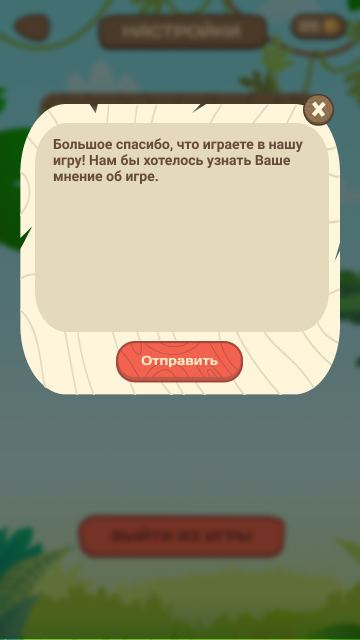 НАСТРОЙКИ
Большое спасибо, что играете в нашу
игру! Нам бы хотелось узнать Ваше
мнение об игре.
Отправить
ВЫЙТИ ИЗ ИГРЫ